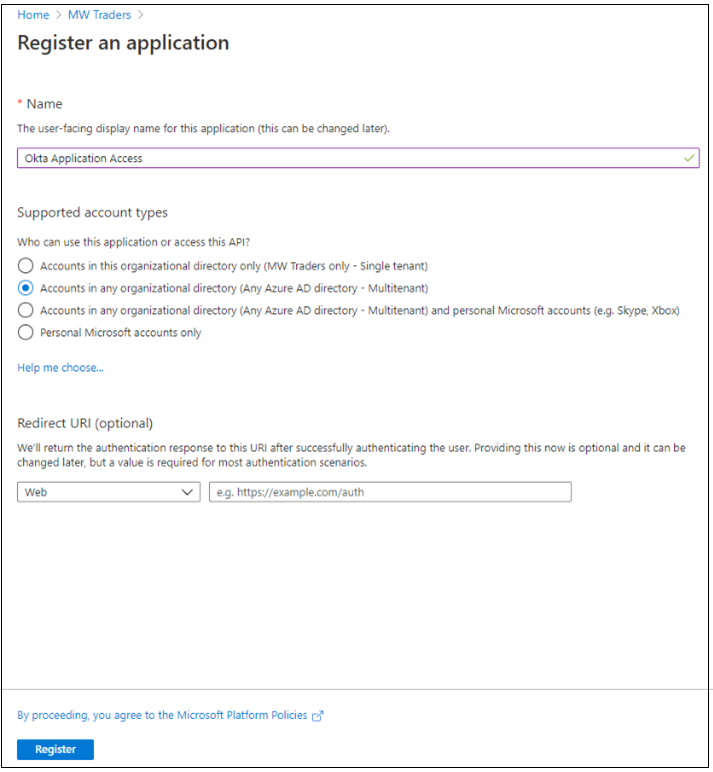 Home > MW Traders >
Register an application
* Name
The user-facing display name for this application (this can be changed later).
Okta Application Access
Supported account types
Who can use this application or access this API?
Accounts in this organizational directory only (MW Traders only - Single tenant)
Accounts in any organizational directory (Any Azure AD directory - Multitenant)
Accounts in any organizational directory (Any Azure AD directory - Multitenant) and personal Microsoft accounts (e.g. Skype, Xbox)
Personal Microsoft accounts only
Help me choose...
Redirect URI (optional)
We'll return the authentication response to this URI after successfully authenticating the user. Providing this now is optional and it can be
changed later, but a value is required for most authentication scenarios.
Web e.g. https://example.com/auth
By proceeding, you agree to the Microsoft Platform Policies
Register